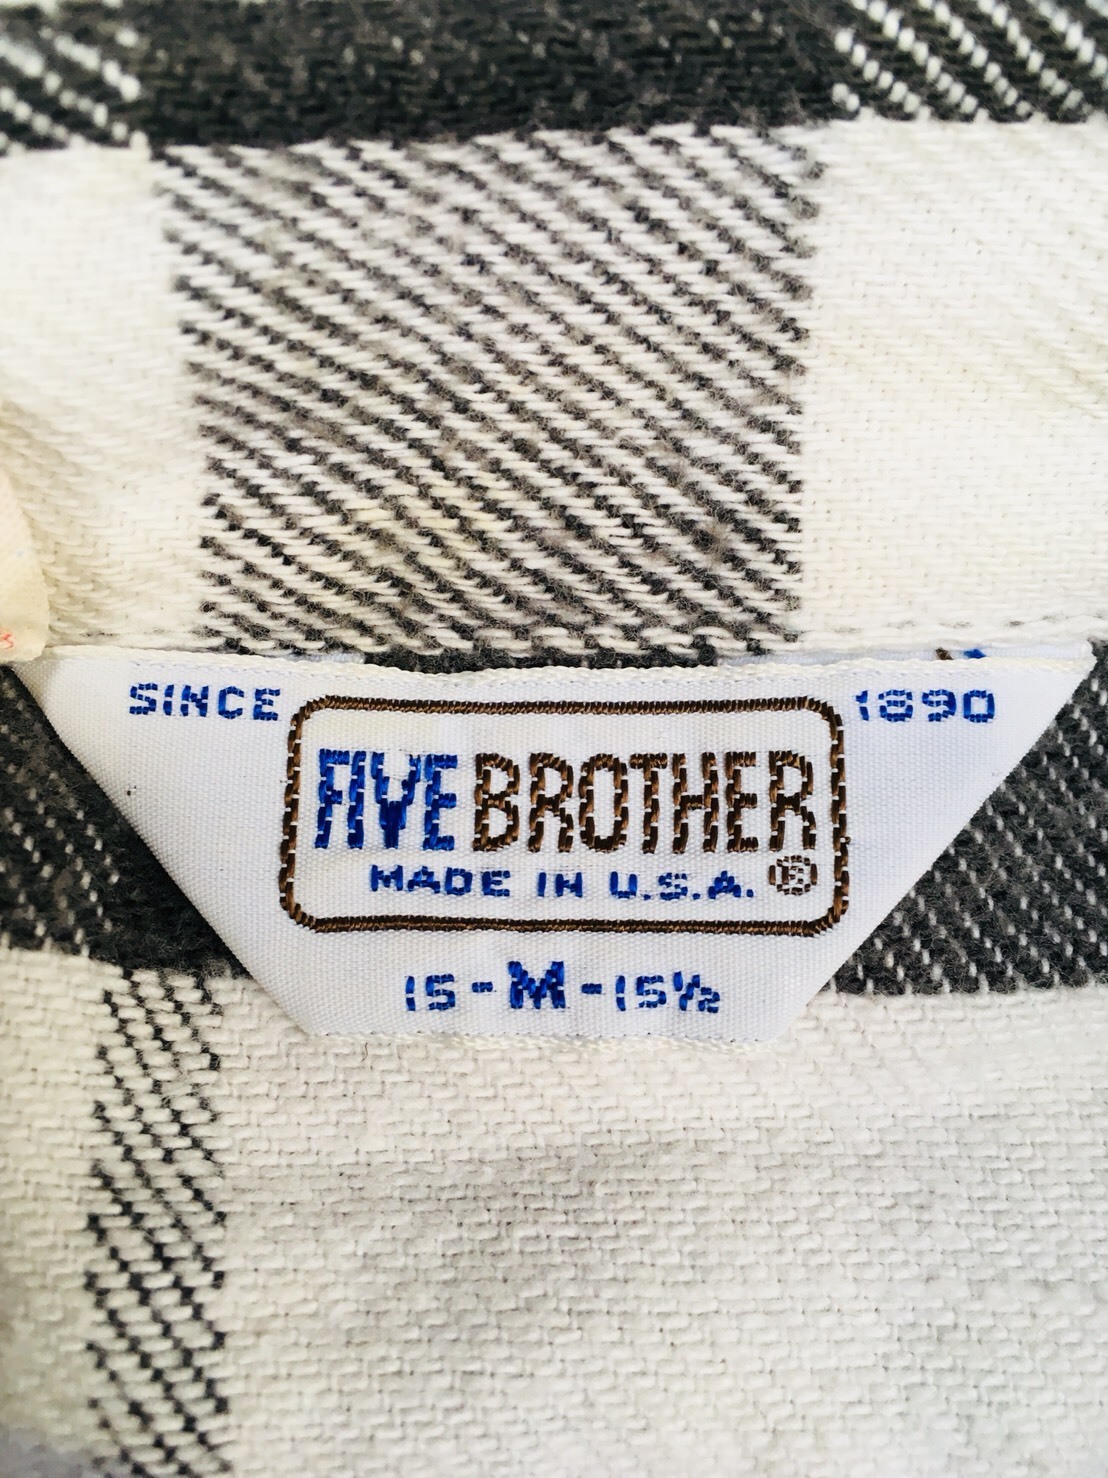 SINCE 1890
FIVE BROTHER
MADE IN U.S.A. ®
15-M-15½